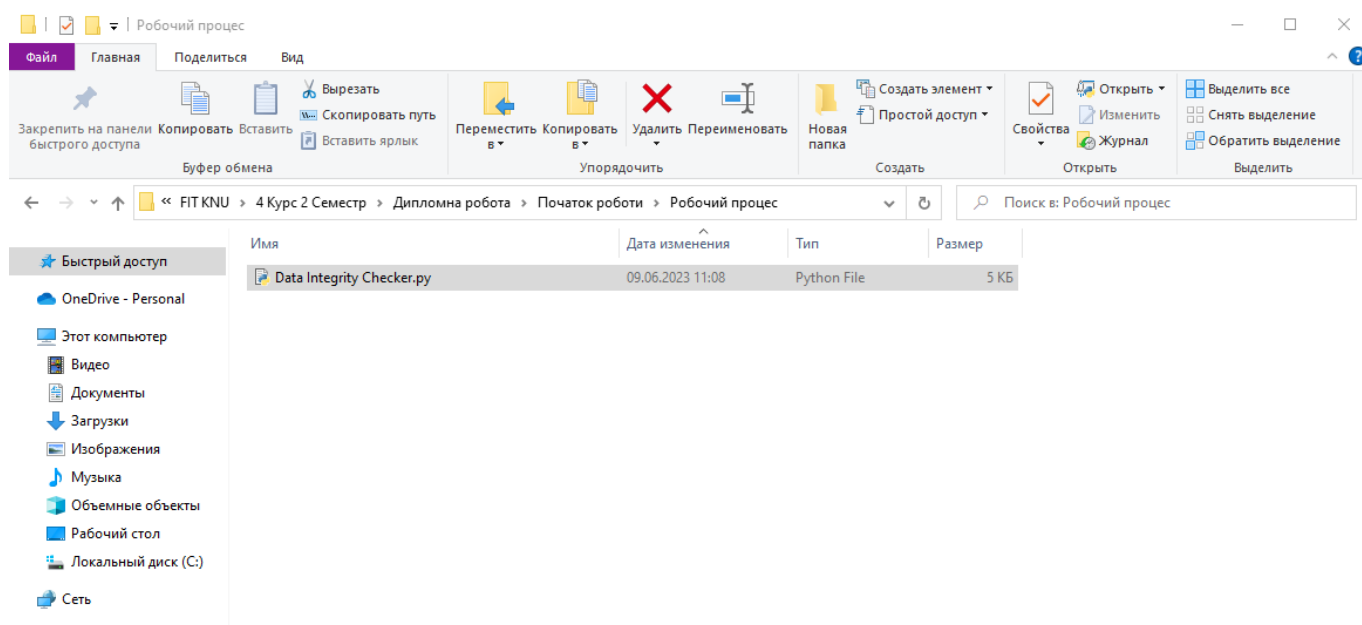 Робочий процес
Файл Главная Поделиться Вид
Закрепить на панели быстрого доступа
Копировать
Вставить
Вырезать
Скопировать путь
Вставить ярлык
Буфер обмена
Переместить в
Копировать в
Удалить
Переименовать
Упорядочить
Новая папка
Создать элемент
Простой доступ
Создать
Свойства
Открыть
Изменить
Журнал
Открыть
Выделить все
Снять выделение
Обратить выделение
Выделить
« FIT KNU > 4 Курс 2 Семестр > Дипломна робота > Початок роботи > Робочий процес
Поиск в: Робочий процес
Имя Дата изменения Тип Размер
Data Integrity Checker.py 09.06.2023 11:08 Python File 5 КБ
Быстрый доступ
OneDrive - Personal
Этот компьютер
Видео
Документы
Загрузки
Изображения
Музыка
Объемные объекты
Рабочий стол
Локальный диск (C:)
Сеть